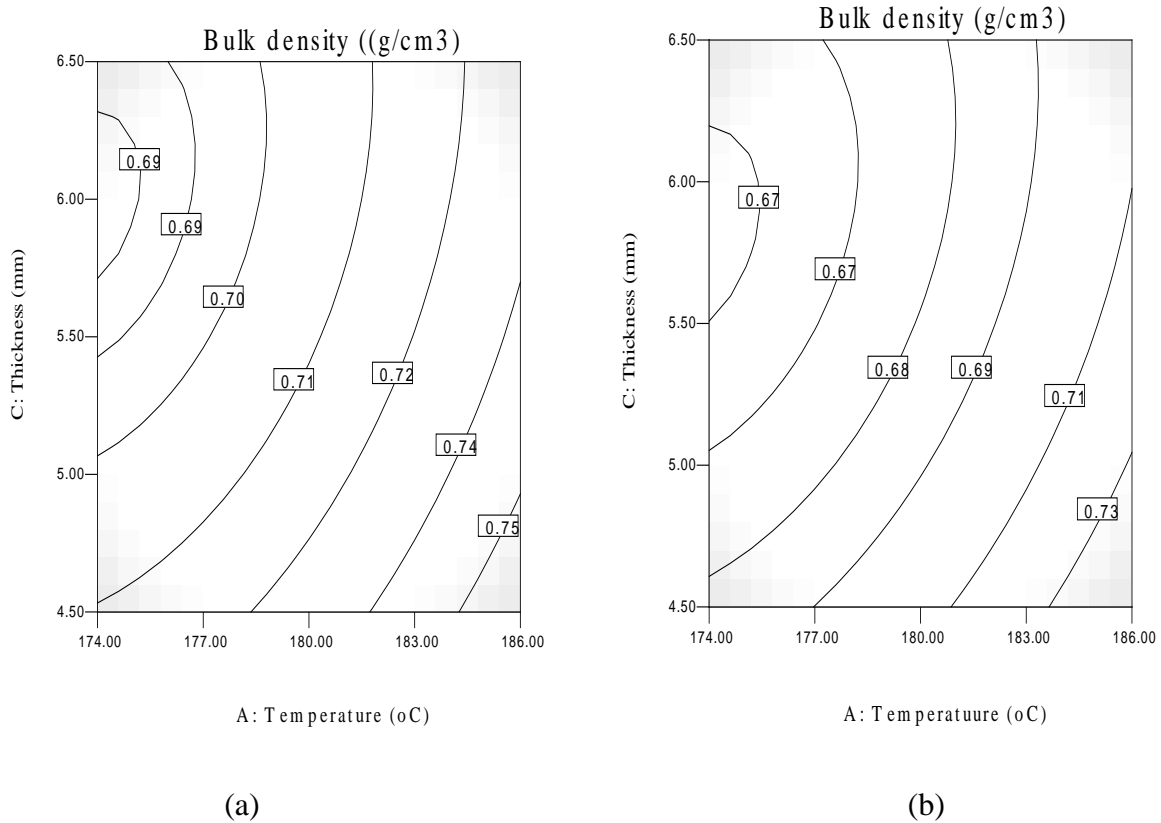 Bulk density ((g/cm3)
6.50
6.00
5.50
5.00
4.50
C: Thickness (mm)
0.69
0.69
0.70
0.71
0.72
0.74
0.75
174.00 177.00 180.00 183.00 186.00
A: Temperature (oC)
(a)
Bulk density (g/cm3)
6.50
6.00
5.50
5.00
4.50
C: Thickness (mm)
0.67
0.67
0.68
0.69
0.71
0.73
174.00 177.00 180.00 183.00 186.00
A: Temperatuure (oC)
(b)